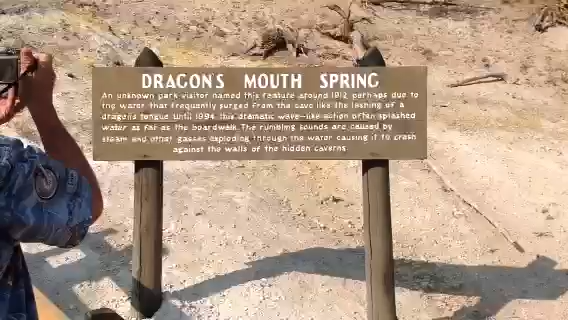 DRAGON'S MOUTH SPRING
An unknown park visitor named this feature around 1912 perhaps due to
the water that frequently surged from the cave like the lashing of a
dragons tongue until 1994 this dramatic wave-like action often splashed
water as far as the boardwalk. The rumbling sounds are caused by
steam and other gasses exploding through the water causing it to crash
against the walls of the hidden caverns